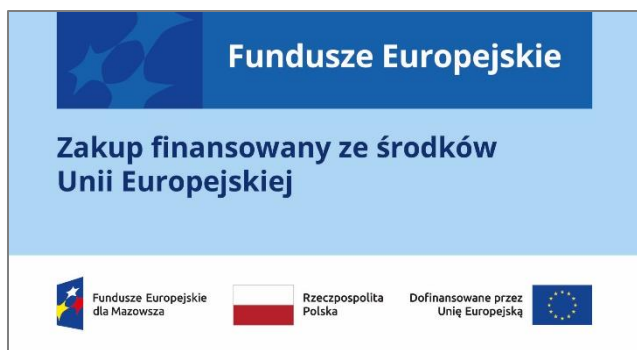 Fundusze Europejskie
Zakup finansowany ze środków
Unii Europejskiej
Fundusze Europejskie
dla Mazowsza
Rzeczpospolita
Polska
Dofinansowane przez
Unię Europejską